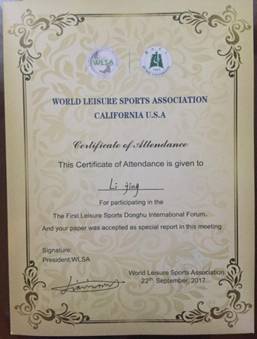 WLSA
WORLD LEISURE SPORTS ASSOCIATION
CALIFORNIA U.S.A
Certificate of Attendance
This Certificate of Attendance is given to
Li ying
For participating in the
The First Leisure Sports Donghu International Forum.
And your paper was accepted as special report in this meeting
Signature:
President,WLSA
World Leisure Sports Association
22th, September, 2017